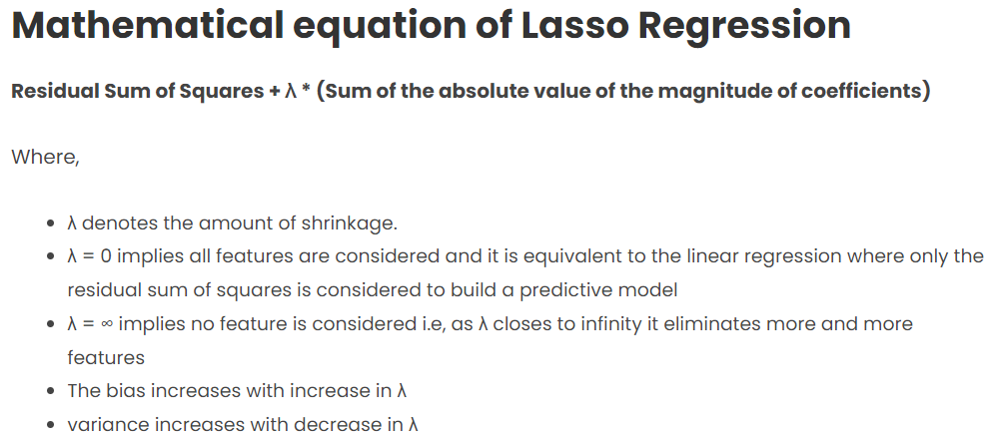 Mathematical equation of Lasso Regression
Residual Sum of Squares + λ * (Sum of the absolute value of the magnitude of coefficients)
Where,
• λ denotes the amount of shrinkage.
• λ = 0 implies all features are considered and it is equivalent to the linear regression where only the
residual sum of squares is considered to build a predictive model
• λ = ∞ implies no feature is considered i.e, as λ closes to infinity it eliminates more and more
features
• The bias increases with increase in λ
• variance increases with decrease in λ